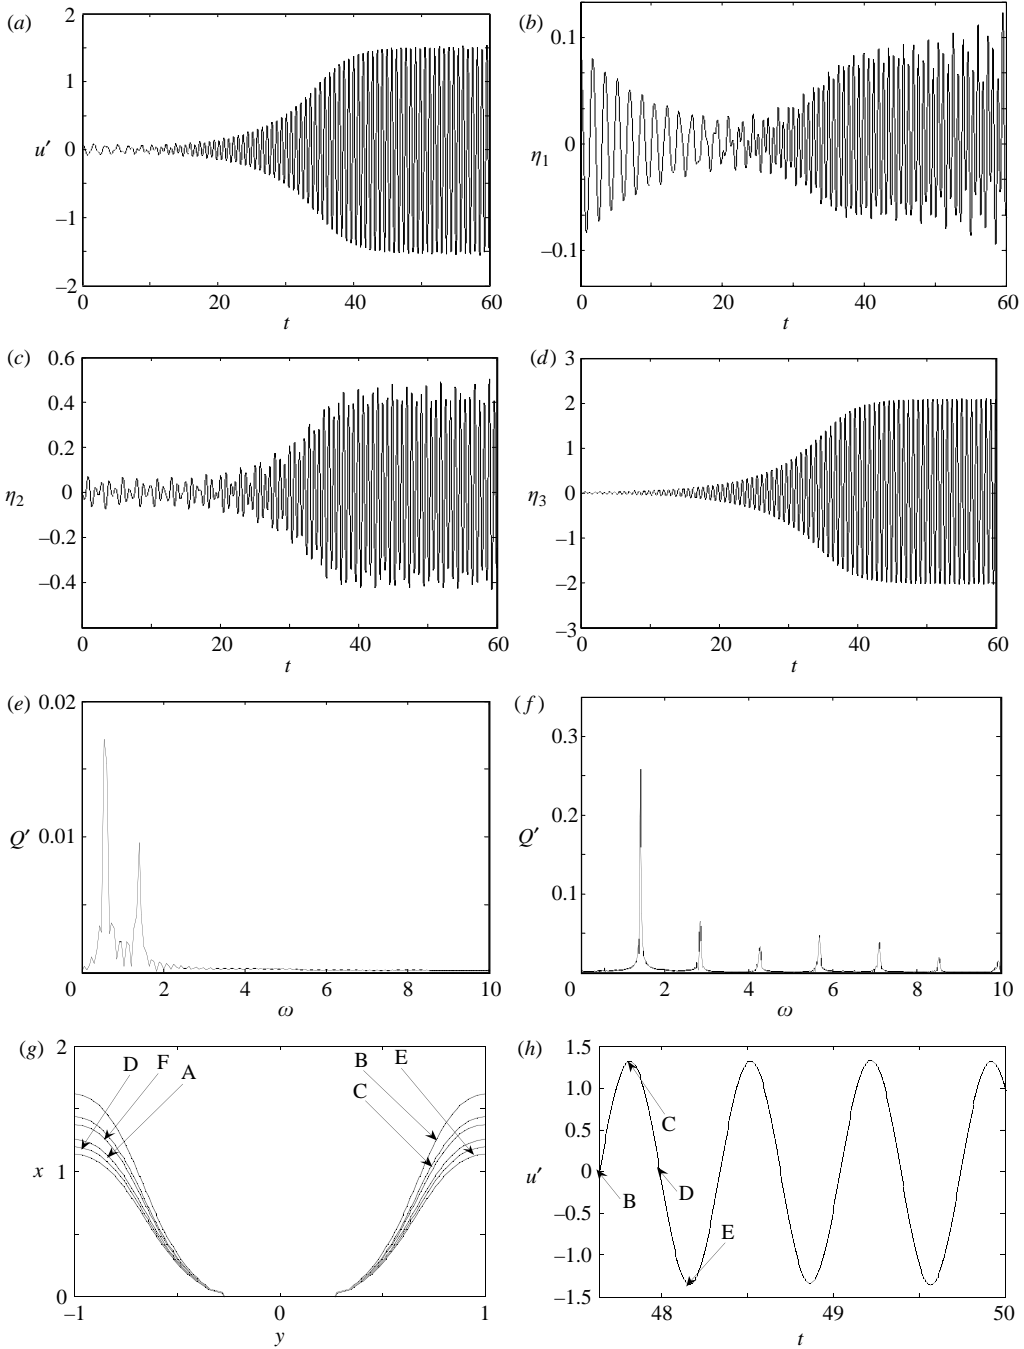 (a)
2
1
u′
0
−1
−2
0
20
40
60
t
(b)
0.1
0
η1
−0.1
0
20
40
60
t
(c)
0.6
0.4
0.2
0
η2
−0.2
−0.4
0
20
40
60
t
(d)
3
2
1
0
η3
−1
−2
−3
0
20
40
60
t
(e)
0.02
Q′
0.01
0
2
4
6
8
10
ω
(f)
0.3
0.2
Q′
0.1
0
2
4
6
8
10
ω
(g)
2
D
F
A
B
E
C
x
1
0
−1
0
1
y
(h)
1.5
1.0
0.5
0
u′
−0.5
−1.0
−1.5
C
B
D
E
48
49
50
t